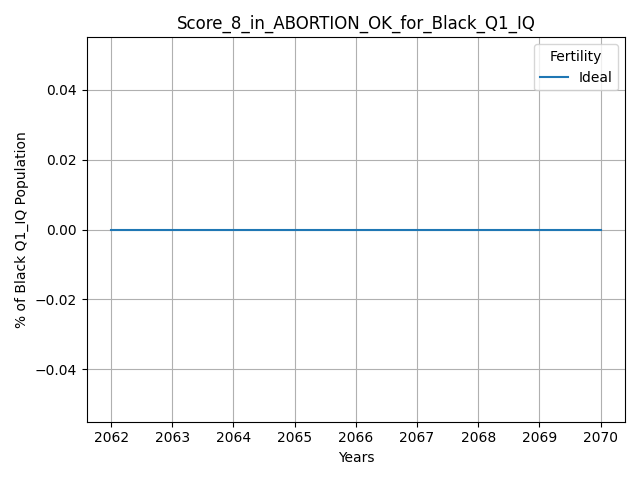 Score_8_in_ABORTION_OK_for_Black_Q1_IQ
Fertility
Ideal
% of Black Q1_IQ Population
0.04
0.02
0.00
−0.02
−0.04
2062 2063 2064 2065 2066 2067 2068 2069 2070
Years